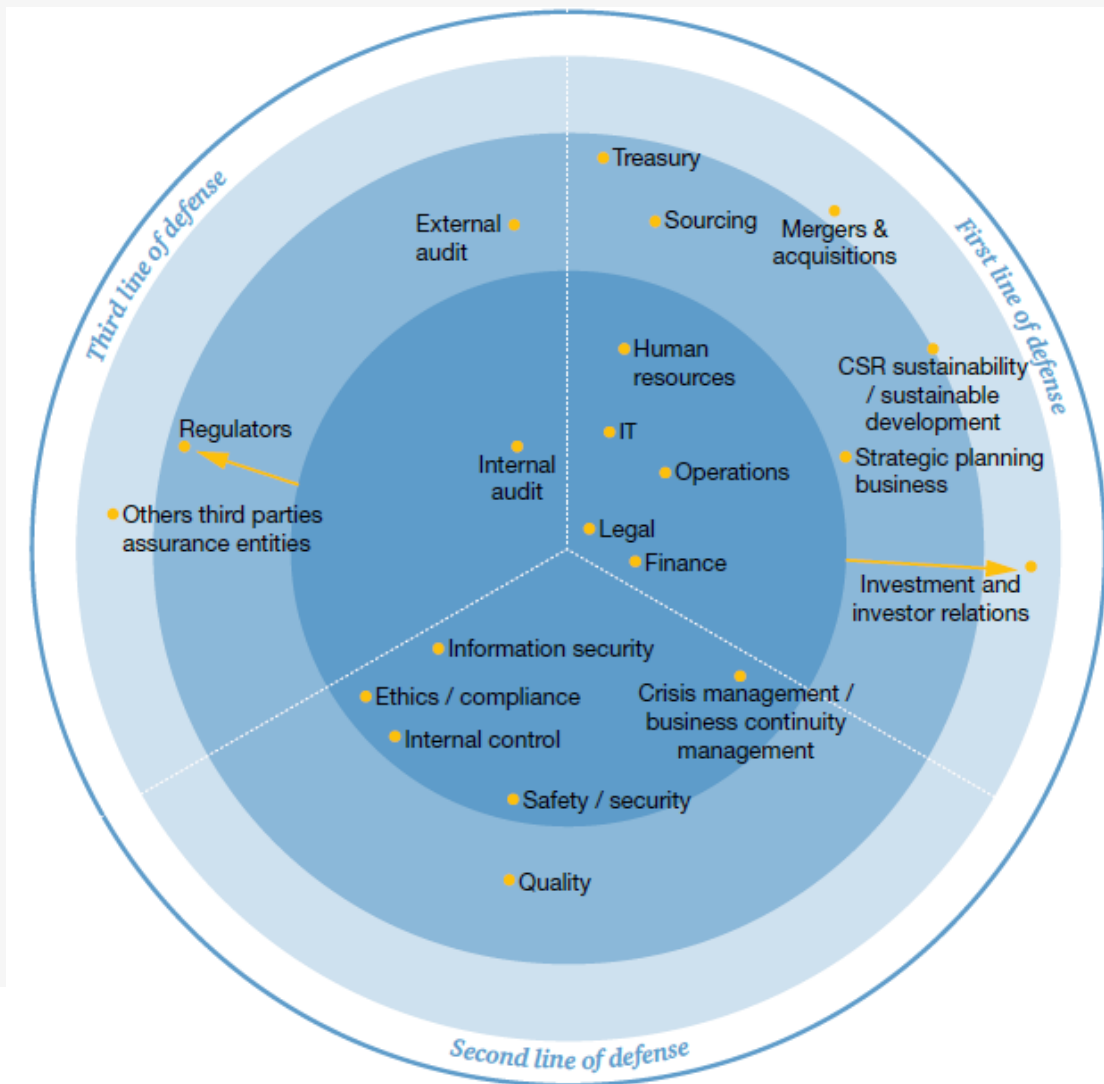 Treasury
External
audit
Sourcing
Mergers &
acquisitions
Third line of defense
First line of defense
Human
resources
CSR sustainability
/ sustainable
development
Regulators
IT
Internal
audit
Operations
Strategic planning
business
Others third parties
assurance entities
Legal
Finance
Investment and
investor relations
Information security
Ethics / compliance
Crisis management /
business continuity
management
Internal control
Safety / security
Quality
Second line of defense